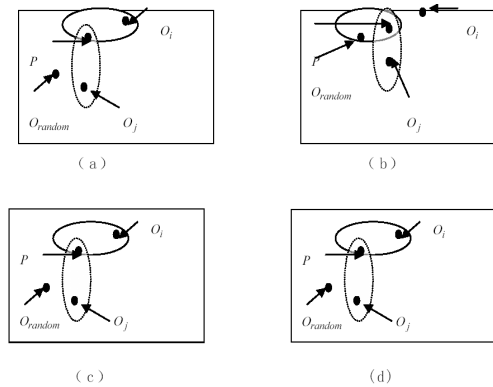 O_i
P
O_random
O_j
(a)
O_i
P
O_random
O_j
(b)
O_i
P
O_random
O_j
(c)
O_i
P
O_random
O_j
(d)